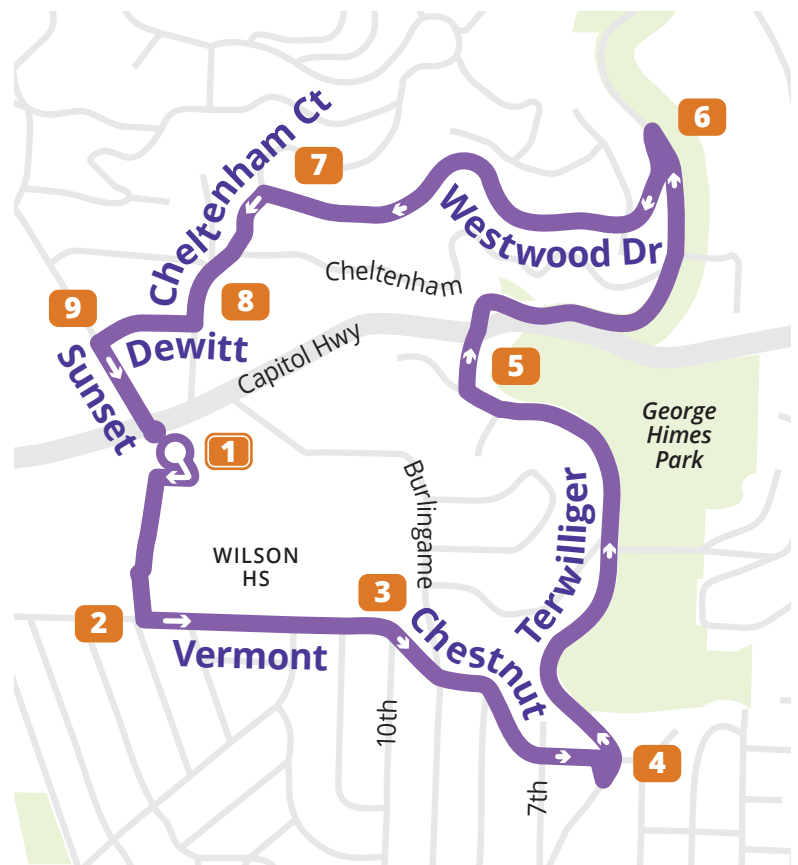 6
7
Cheltenham Ct
Westwood Dr
Cheltenham
8
9
Dewitt
Sunset
Capitol Hwy
5
George
Himes
Park
1
Burlingame
Terwilliger
WILSON
HS
3
2
Chestnut
Vermont
10th
7th
4